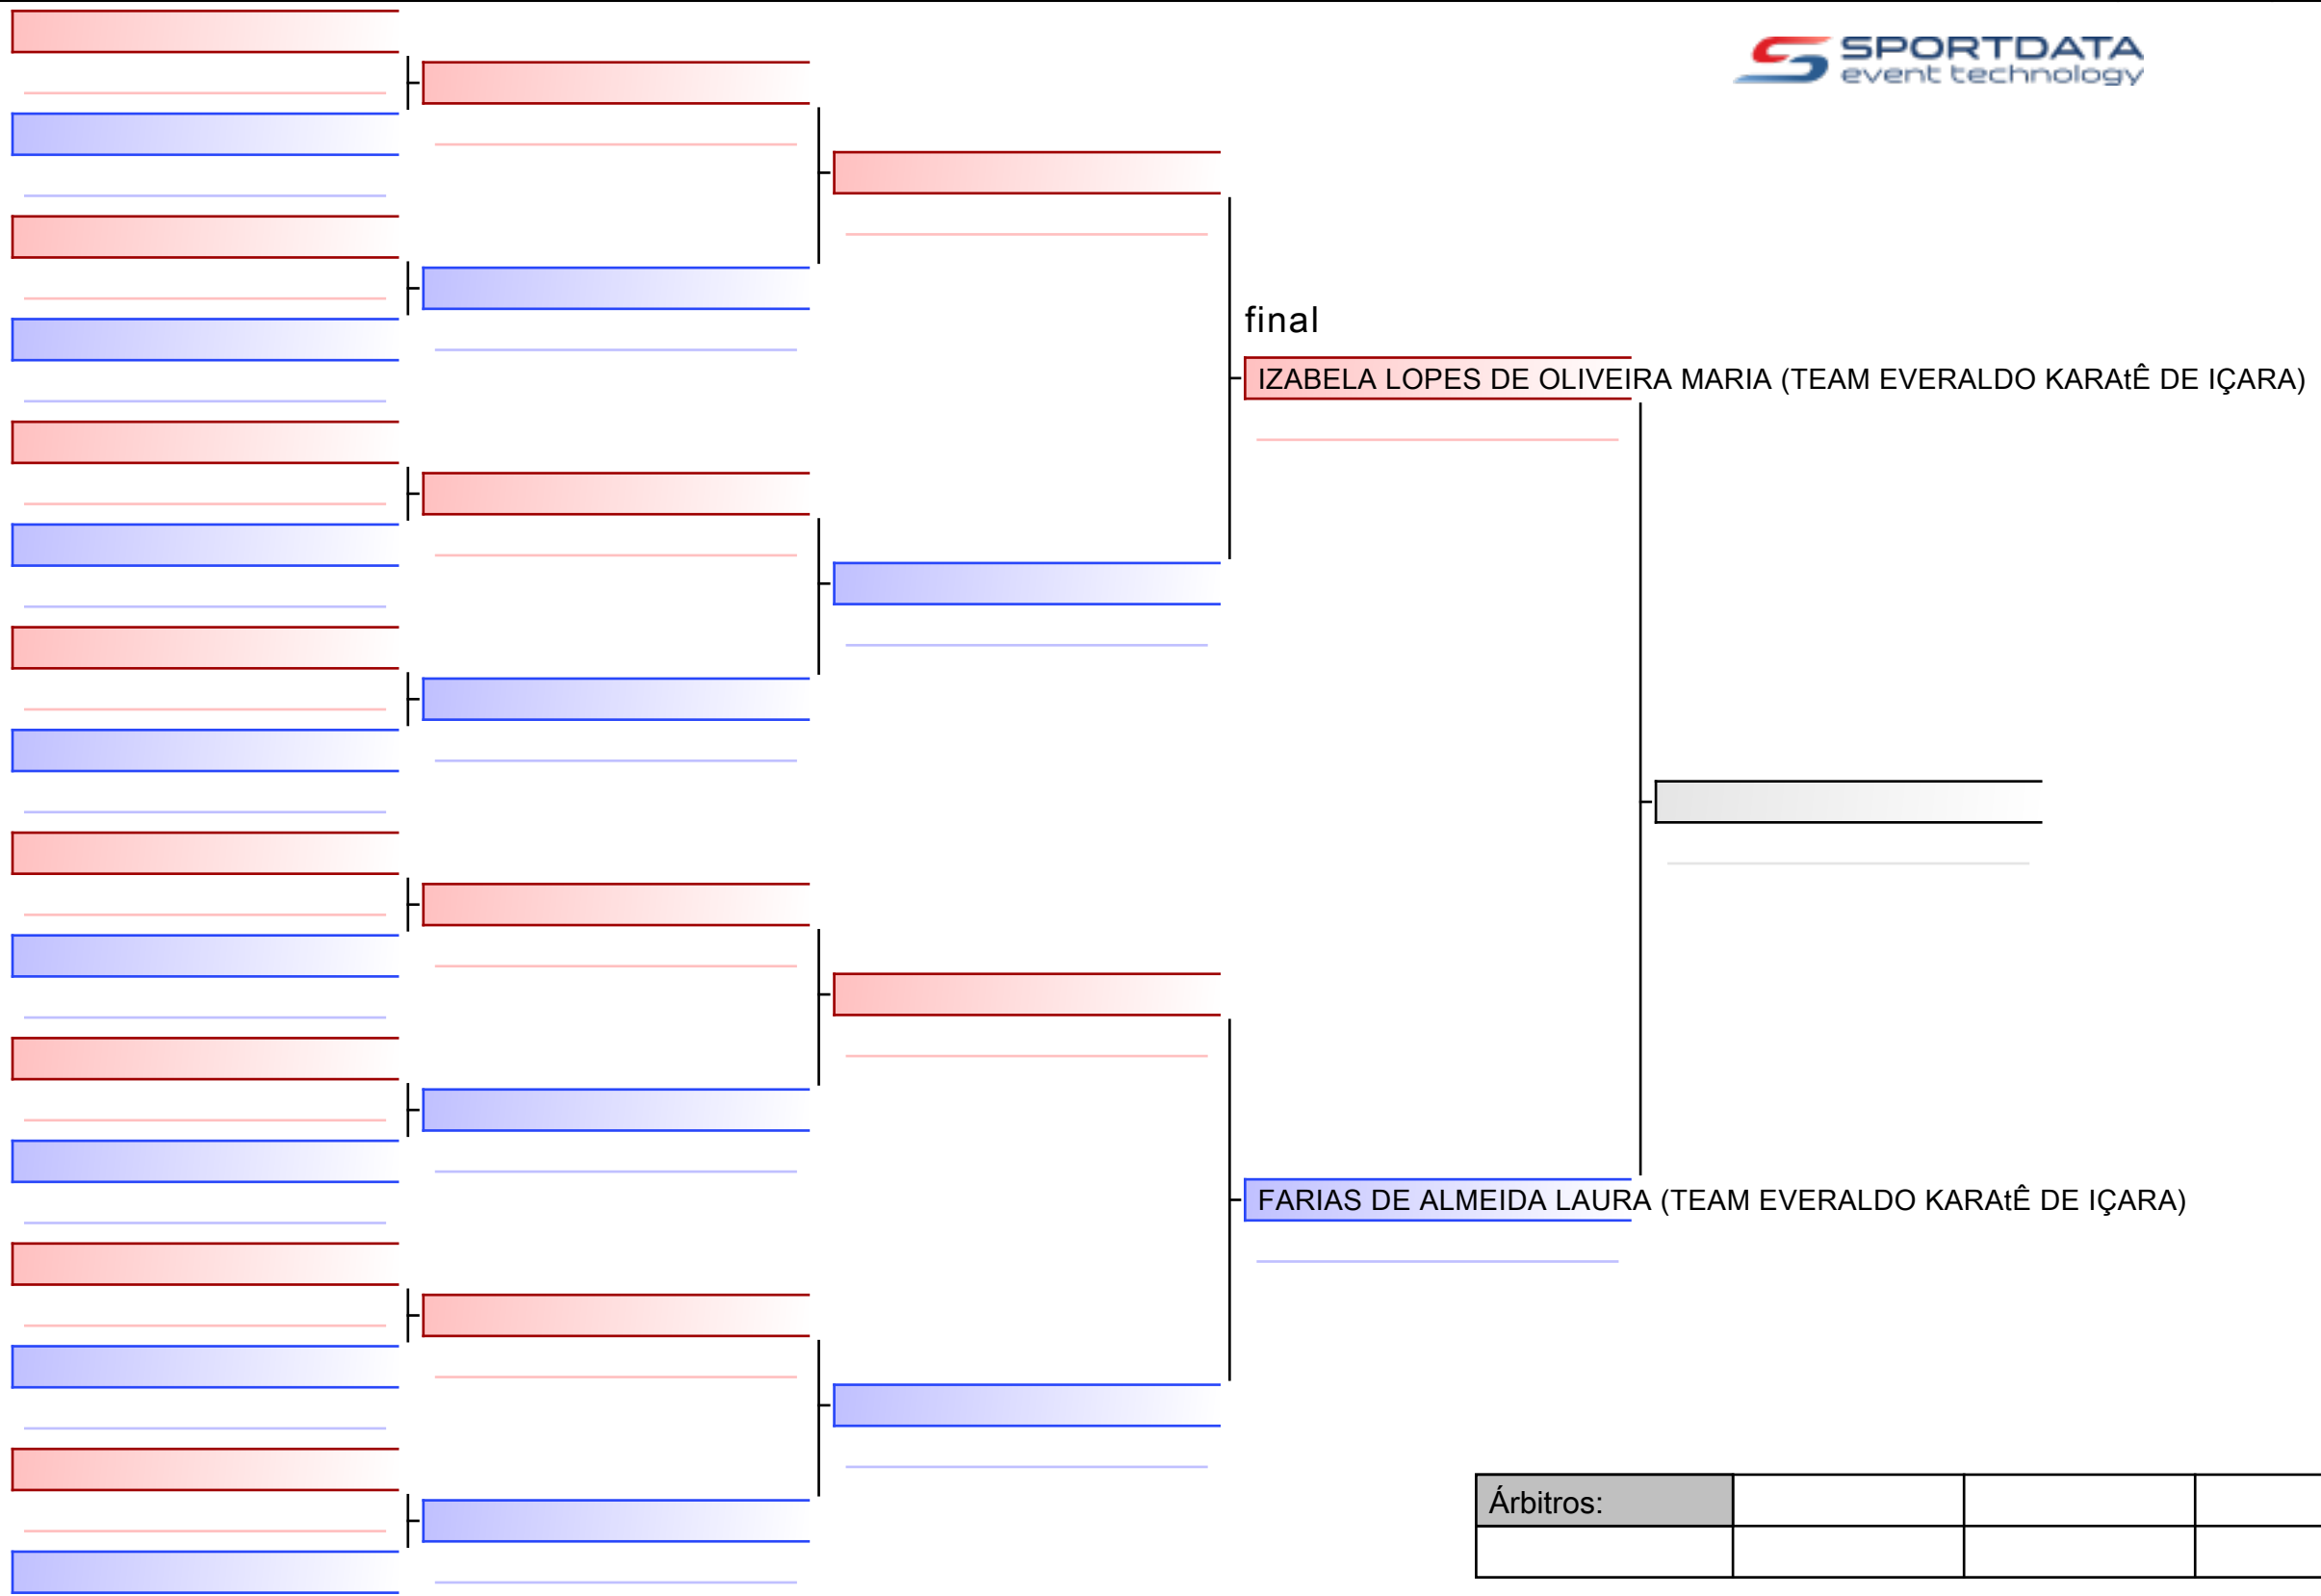 SPORTDATA
event technology
final
IZABELA LOPES DE OLIVEIRA MARIA (TEAM EVERALDO KARAtÊ DE IÇARA)
FARIAS DE ALMEIDA LAURA (TEAM EVERALDO KARAtÊ DE IÇARA)
Árbitros: